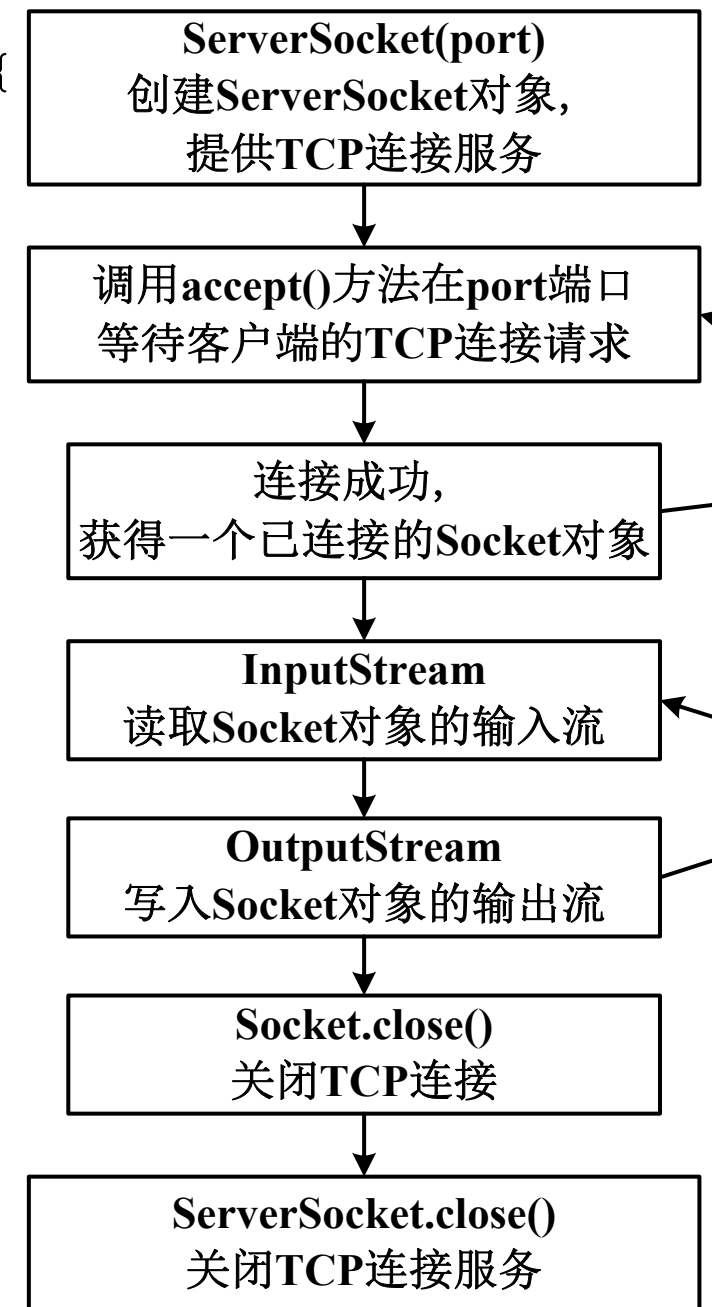 {
ServerSocket(port)
创建ServerSocket对象,
提供TCP连接服务
调用accept()方法在port端口
等待客户端的TCP连接请求
连接成功,
获得一个已连接的Socket对象
InputStream
读取Socket对象的输入流
OutputStream
写入Socket对象的输出流
Socket.close()
关闭TCP连接
ServerSocket.close()
关闭TCP连接服务